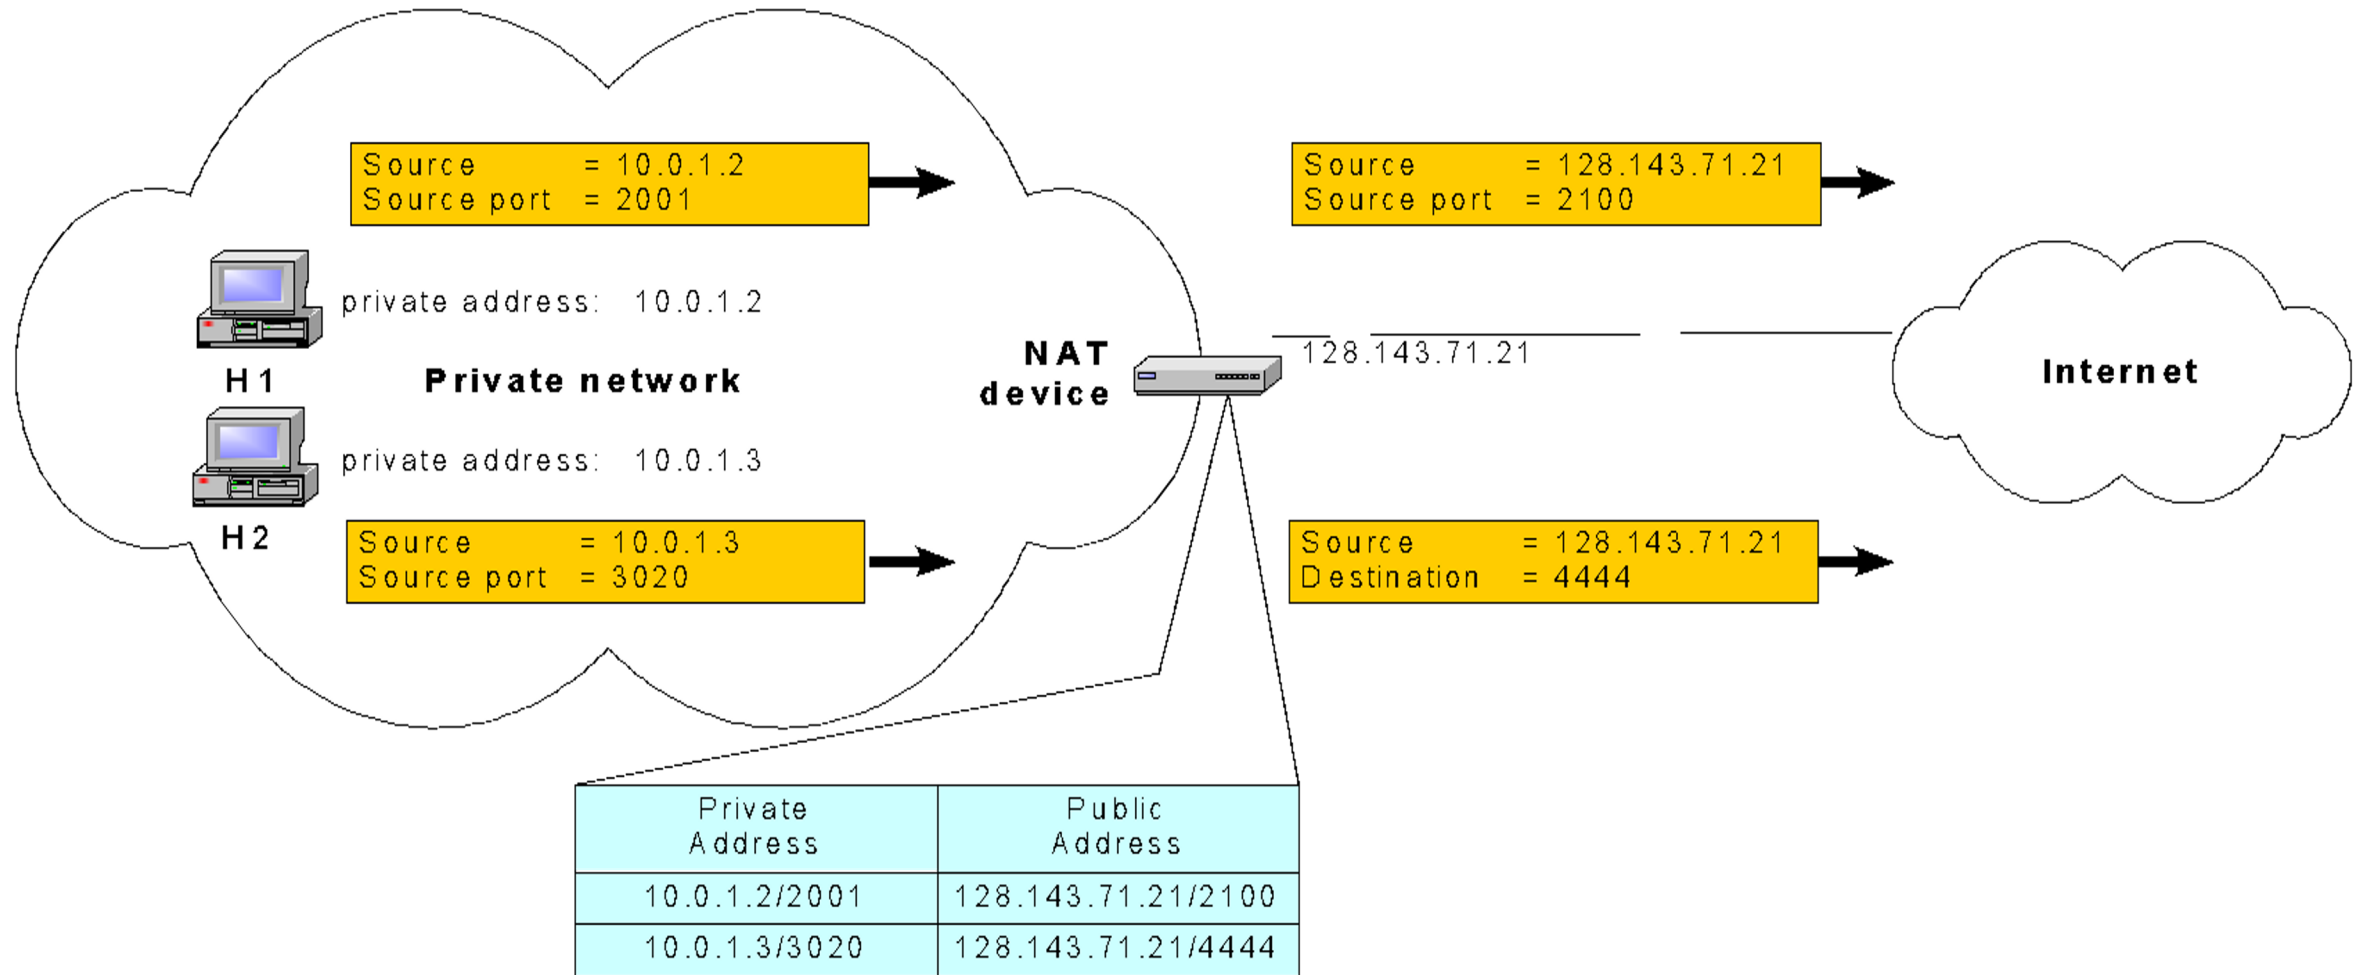 Source = 10.0.1.2
Source port = 2001
Source = 128.143.71.21
Source port = 2100
private address: 10.0.1.2
H1
Private network
NAT
device
128.143.71.21
Internet
private address: 10.0.1.3
H2
Source = 10.0.1.3
Source port = 3020
Source = 128.143.71.21
Destination = 4444
Private
Address
Public
Address
10.0.1.2/2001 128.143.71.21/2100
10.0.1.3/3020 128.143.71.21/4444